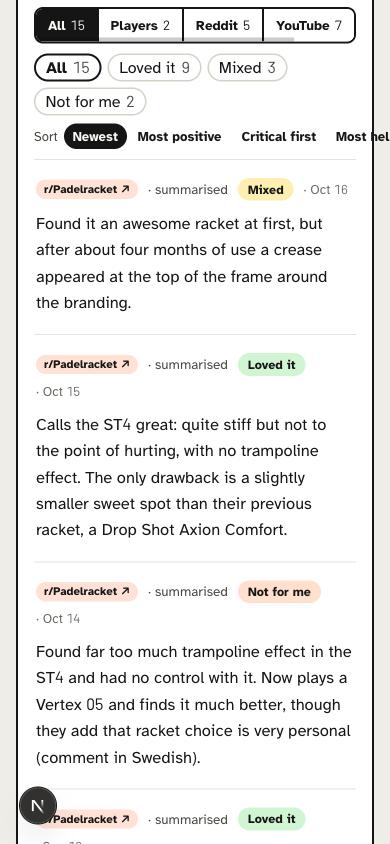 All 15 Players 2 Reddit 5 YouTube 7
All 15 Loved it 9 Mixed 3
Not for me 2
Sort Newest Most positive Critical first Most hel
r/Padelracket ↗ · summarised Mixed · Oct 16
Found it an awesome racket at first, but
after about four months of use a crease
appeared at the top of the frame around
the branding.
r/Padelracket ↗ · summarised Loved it
· Oct 15
Calls the ST4 great: quite stiff but not to
the point of hurting, with no trampoline
effect. The only drawback is a slightly
smaller sweet spot than their previous
racket, a Drop Shot Axion Comfort.
r/Padelracket ↗ · summarised Not for me
· Oct 14
Found far too much trampoline effect in the
ST4 and had no control with it. Now plays a
Vertex 05 and finds it much better, though
they add that racket choice is very personal
(comment in Swedish).
N Padelracket ↗ · summarised Loved it